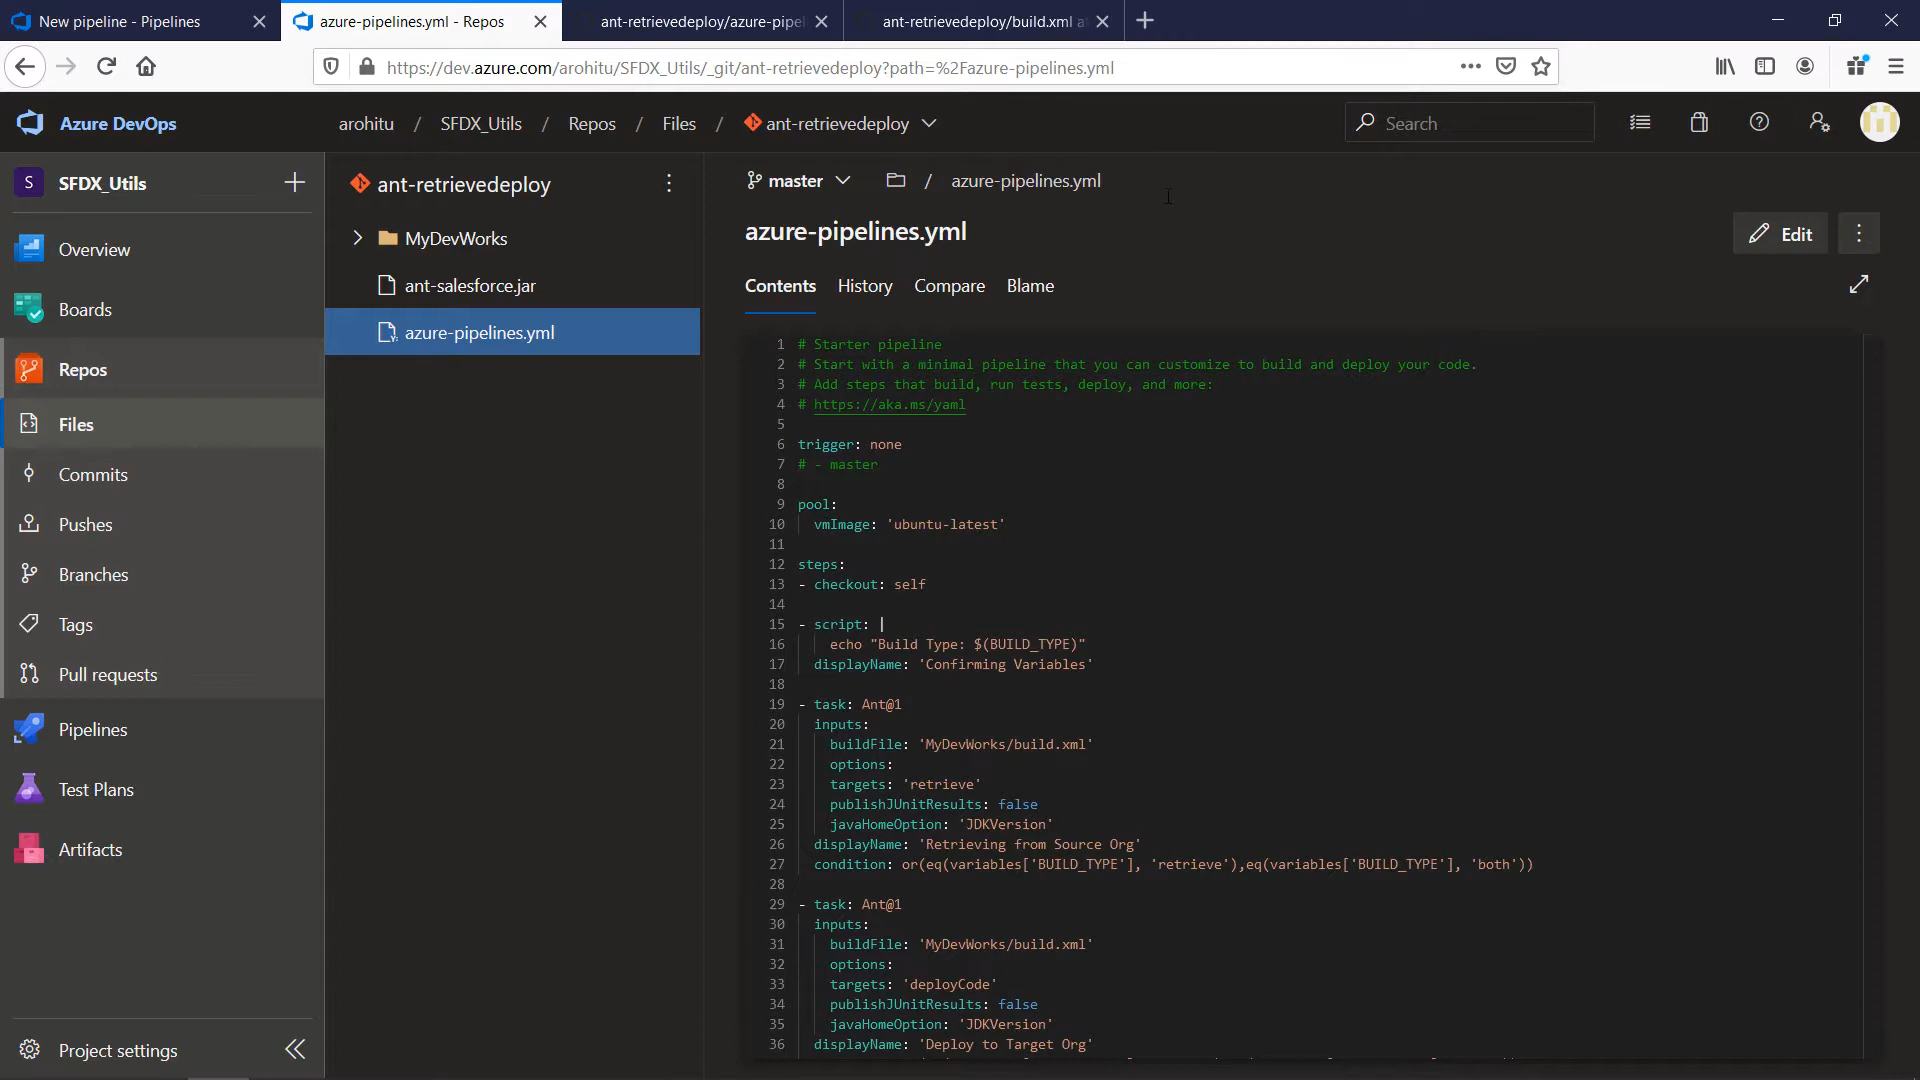 New pipeline - Pipelines
azure-pipelines.yml - Repos
ant-retrievedeploy/azure-pipel
ant-retrievedeploy/build.xml a
https://dev.azure.com/arohitu/SFDX_Utils/_git/ant-retrievedeploy?path=%2Fazure-pipelines.yml
Azure DevOps
arohitu / SFDX_Utils / Repos / Files / ant-retrievedeploy
Search
S SFDX_Utils
Overview
Boards
Repos
Files
Commits
Pushes
Branches
Tags
Pull requests
Pipelines
Test Plans
Artifacts
Project settings
ant-retrievedeploy
MyDevWorks
ant-salesforce.jar
azure-pipelines.yml
master / azure-pipelines.yml
azure-pipelines.yml
Edit
Contents History Compare Blame
1 # Starter pipeline
2 # Start with a minimal pipeline that you can customize to build and deploy your code.
3 # Add steps that build, run tests, deploy, and more:
4 # https://aka.ms/yaml
5
6 trigger: none
7 # - master
8
9 pool:
10 vmImage: 'ubuntu-latest'
11
12 steps:
13 - checkout: self
14
15 - script: |
16 echo "Build Type: $(BUILD_TYPE)"
17 displayName: 'Confirming Variables'
18
19 - task: Ant@1
20 inputs:
21 buildFile: 'MyDevWorks/build.xml'
22 options:
23 targets: 'retrieve'
24 publishJUnitResults: false
25 javaHomeOption: 'JDKVersion'
26 displayName: 'Retrieving from Source Org'
27 condition: or(eq(variables['BUILD_TYPE'], 'retrieve'),eq(variables['BUILD_TYPE'], 'both'))
28
29 - task: Ant@1
30 inputs:
31 buildFile: 'MyDevWorks/build.xml'
32 options:
33 targets: 'deployCode'
34 publishJUnitResults: false
35 javaHomeOption: 'JDKVersion'
36 displayName: 'Deploy to Target Org'